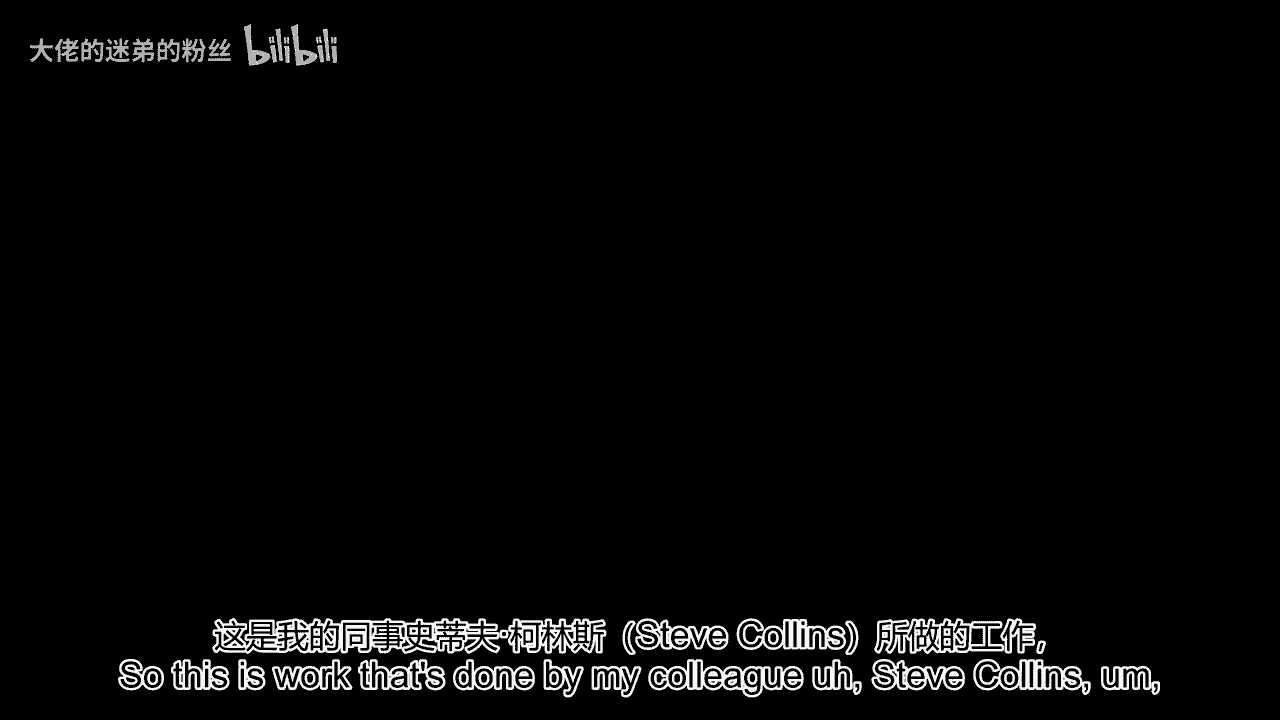 大佬的迷弟的粉丝 bilibili
这是我的同事史蒂夫·柯林斯（Steve Collins）所做的工作,
So this is work that's done by my colleague uh, Steve Collins, um,